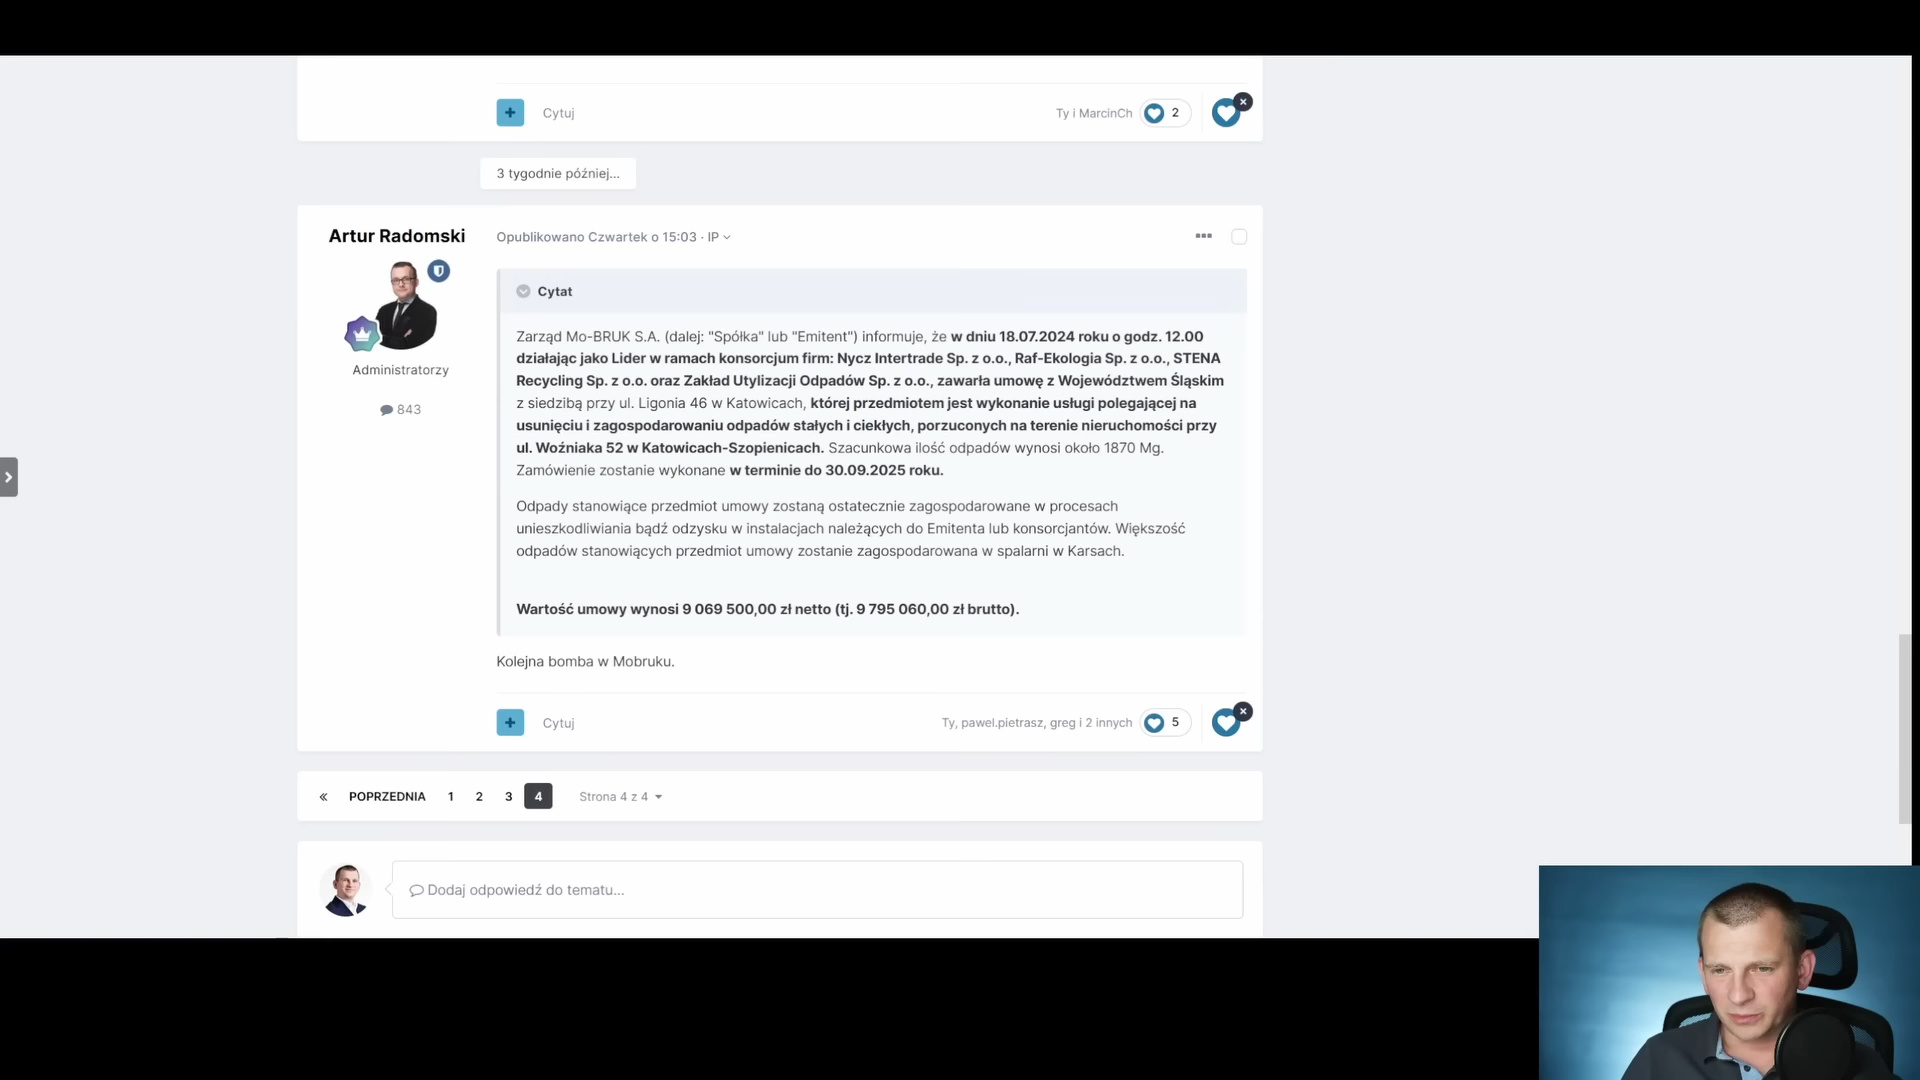 Cytuj
Ty i MarcinCh
2
3 tygodnie później...
Artur Radomski
Administratorzy
843
Opublikowano Czwartek o 15:03 · IP
Cytat
Zarząd Mo-BRUK S.A. (dalej: "Spółka" lub "Emitent") informuje, że w dniu 18.07.2024 roku o godz. 12.00
działając jako Lider w ramach konsorcjum firm: Nycz Intertrade Sp. z o.o., Raf-Ekologia Sp. z o.o., STENA
Recycling Sp. z o.o. oraz Zakład Utylizacji Odpadów Sp. z o.o., zawarła umowę z Województwem Śląskim
z siedzibą przy ul. Ligonia 46 w Katowicach, której przedmiotem jest wykonanie usługi polegającej na
usunięciu i zagospodarowaniu odpadów stałych i ciekłych, porzuconych na terenie nieruchomości przy
ul. Woźniaka 52 w Katowicach-Szopienicach. Szacunkowa ilość odpadów wynosi około 1870 Mg.
Zamówienie zostanie wykonane w terminie do 30.09.2025 roku.
Odpady stanowiące przedmiot umowy zostaną ostatecznie zagospodarowane w procesach
unieszkodliwiania bądź odzysku w instalacjach należących do Emitenta lub konsorcjantów. Większość
odpadów stanowiących przedmiot umowy zostanie zagospodarowana w spalarni w Karsach.
Wartość umowy wynosi 9 069 500,00 zł netto (tj. 9 795 060,00 zł brutto).
Kolejna bomba w Mobruku.
Cytuj
Ty, pawel.pietrasz, greg i 2 innych
5
« POPRZEDNIA 1 2 3 4 Strona 4 z 4
Dodaj odpowiedź do tematu...